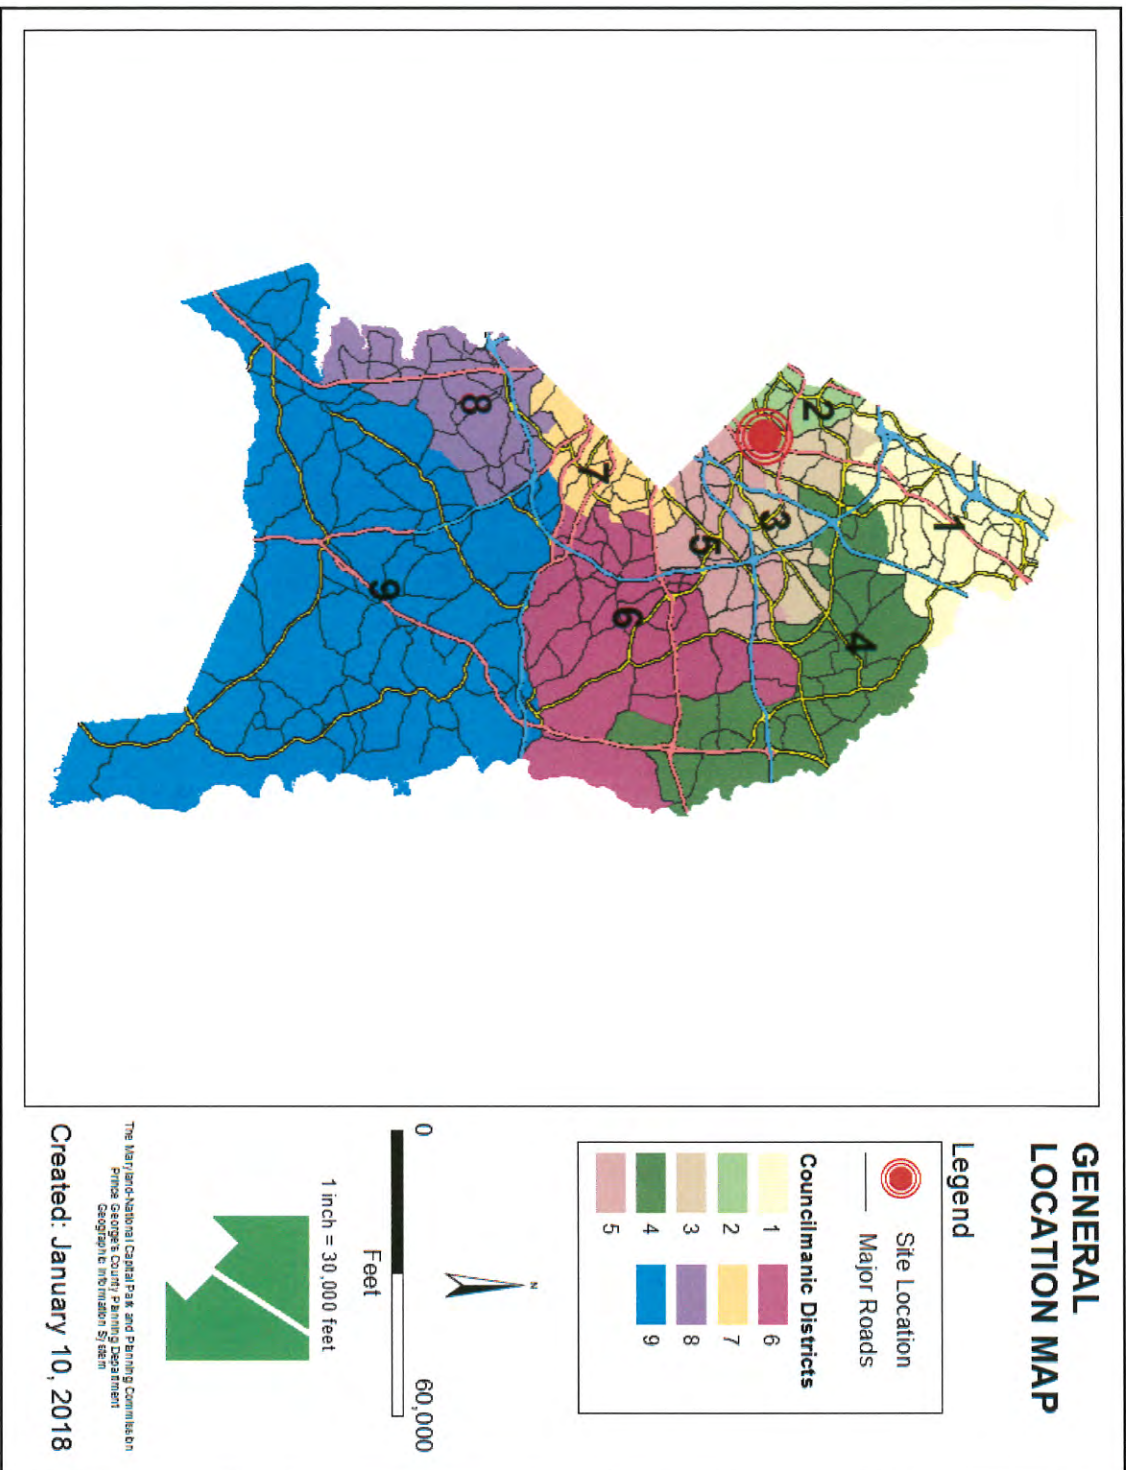 GENERAL
LOCATION MAP
Legend
Site Location
Major Roads
Councilmanic Districts
1
2
3
4
5
6
7
8
9
1
2
3
4
5
6
7
8
9
N
0
60,000
Feet
1 inch = 30,000 feet
The Maryland-National Capital Park and Planning Commission
Prince George's County Planning Department
Geographic Information System
Created: January 10, 2018